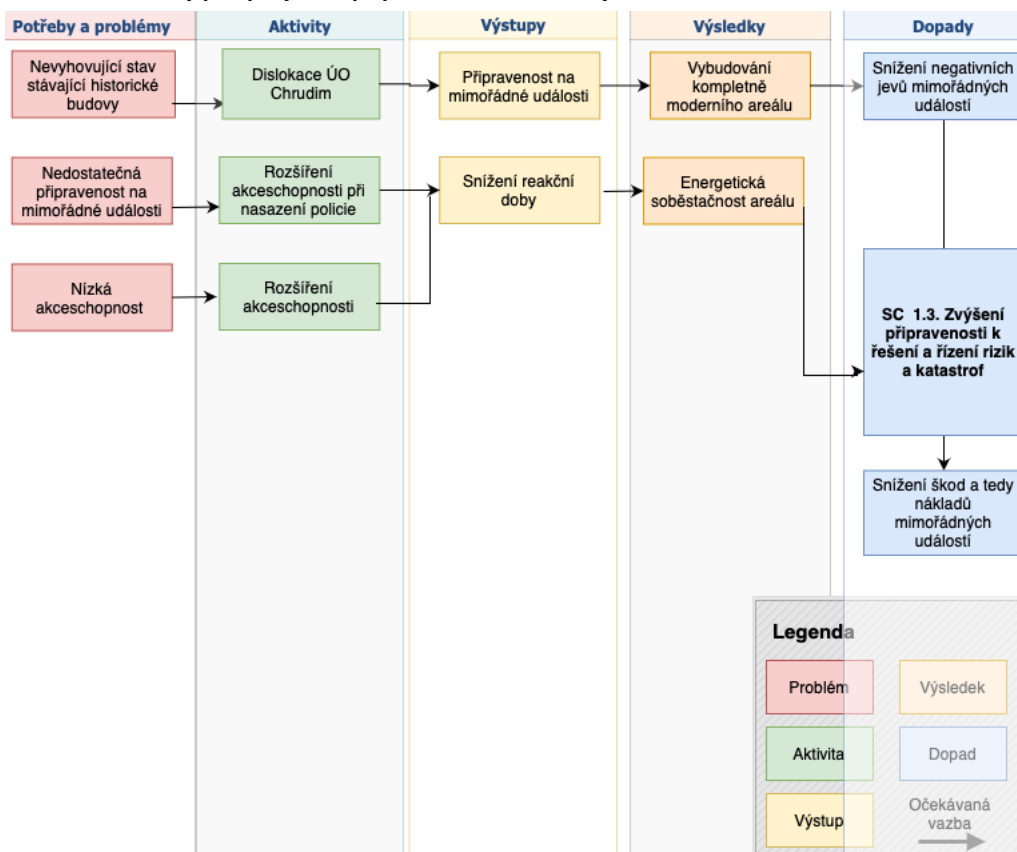 Potřeby a problémy
Aktivity
Výstupy
Výsledky
Dopady
Nevyhovující stav
stávající historické
budovy
Dislokace ÚO
Chrudim
Připravenost na
mimořádné události
Vybudování
kompletně
moderního areálu
Snížení negativních
jevů mimořádných
událostí
Nedostatečná
připravenost na
mimořádné události
Rozšíření
akceschopnosti při
nasazení policie
Snížení reakční
doby
Energetická
soběstačnost areálu
Nízká
akceschopnost
Rozšíření
akceschopnosti
SC 1.3. Zvýšení
připravenosti k
řešení a řízení rizik
a katastrof
Snížení škod a tedy
nákladů
mimořádných
událostí
Legenda
Problém
Výsledek
Aktivita
Dopad
Výstup
Očekávaná
vazba